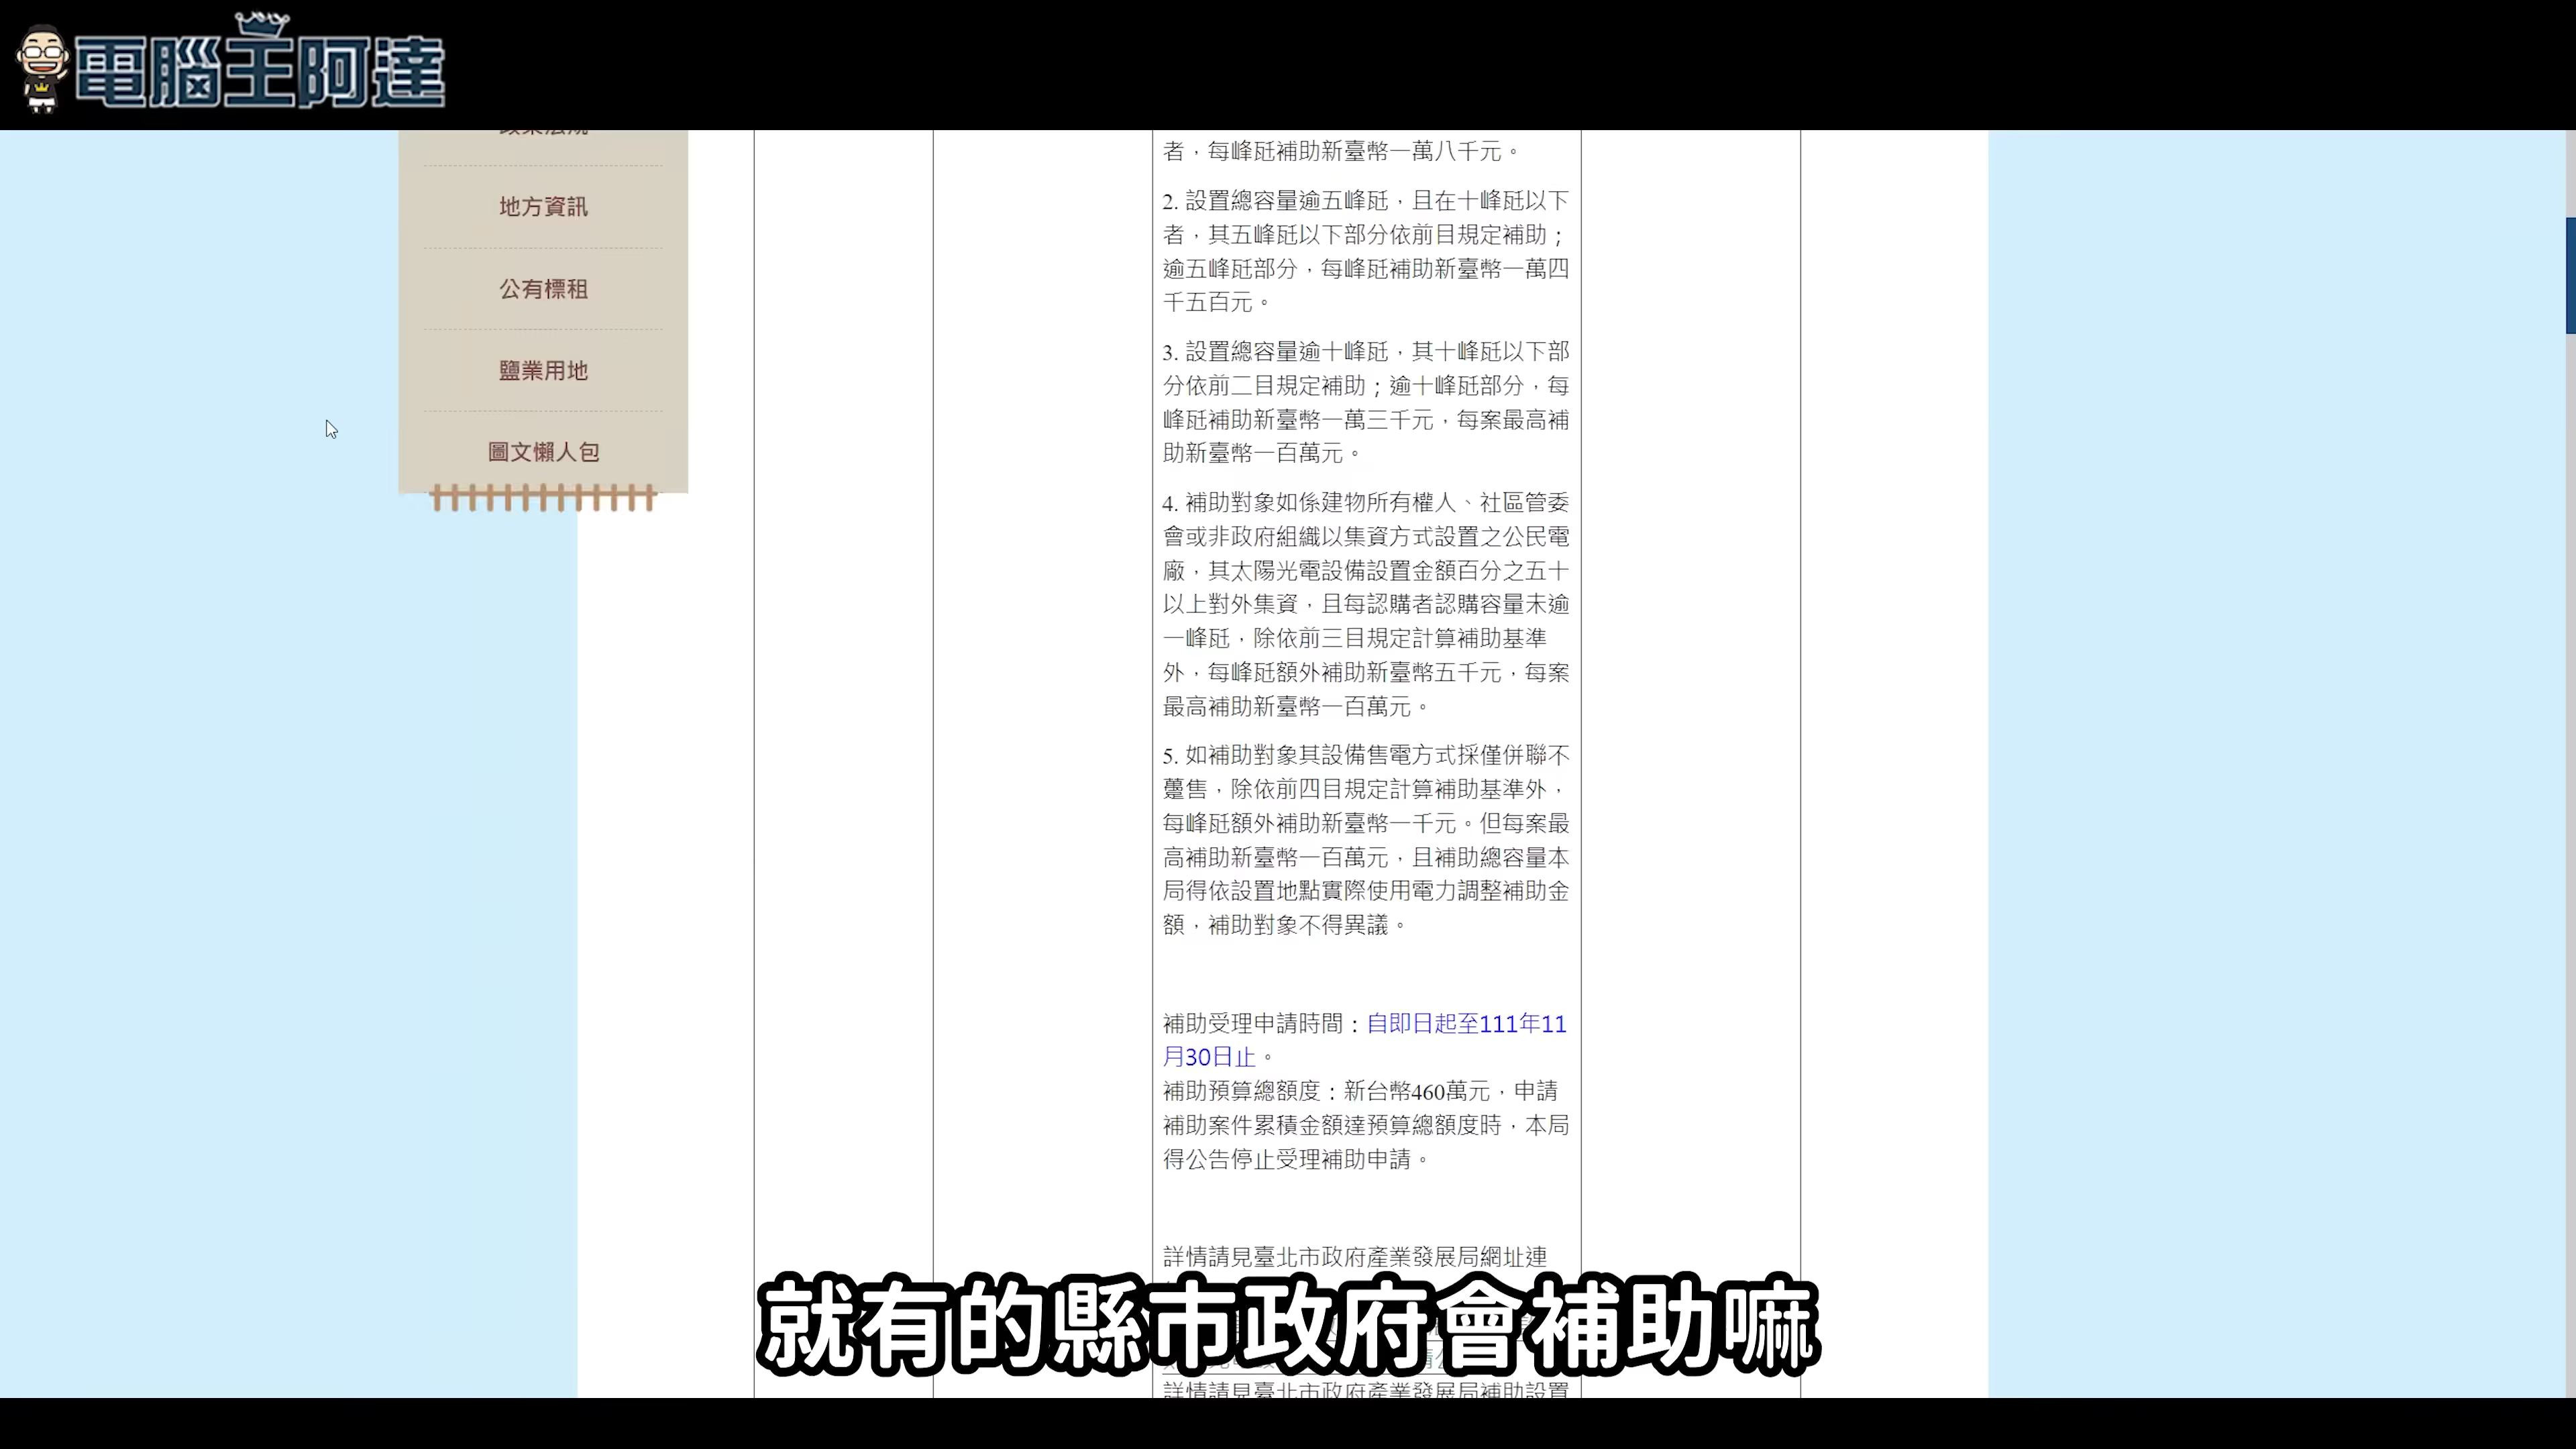 電腦王阿達
政策法規
地方資訊
公有標租
鹽業用地
圖文懶人包
者，每峰瓩補助新臺幣一萬八千元。
2. 設置總容量逾五峰瓩，且在十峰瓩以下
者，其五峰瓩以下部分依前目規定補助；
逾五峰瓩部分，每峰瓩補助新臺幣一萬四
千五百元。
3. 設置總容量逾十峰瓩，其十峰瓩以下部
分依前二目規定補助；逾十峰瓩部分，每
峰瓩補助新臺幣一萬三千元，每案最高補
助新臺幣一百萬元。
4. 補助對象如係建物所有權人、社區管委
會或非政府組織以集資方式設置之公民電
廠，其太陽光電設備設置金額百分之五十
以上對外集資，且每認購者認購容量未逾
一峰瓩，除依前三目規定計算補助基準
外，每峰瓩額外補助新臺幣五千元，每案
最高補助新臺幣一百萬元。
5. 如補助對象其設備售電方式採僅併聯不
躉售，除依前四目規定計算補助基準外，
每峰瓩額外補助新臺幣一千元。但每案最
高補助新臺幣一百萬元，且補助總容量本
局得依設置地點實際使用電力調整補助金
額，補助對象不得異議。
補助受理申請時間：自即日起至111年11
月30日止。
補助預算總額度：新台幣460萬元，申請
補助案件累積金額達預算總額度時，本局
得公告停止受理補助申請。
詳情請見臺北市政府產業發展局網址連
就有的縣市政府會補助嘛
詳情請見臺北市政府產業發展局補助設置